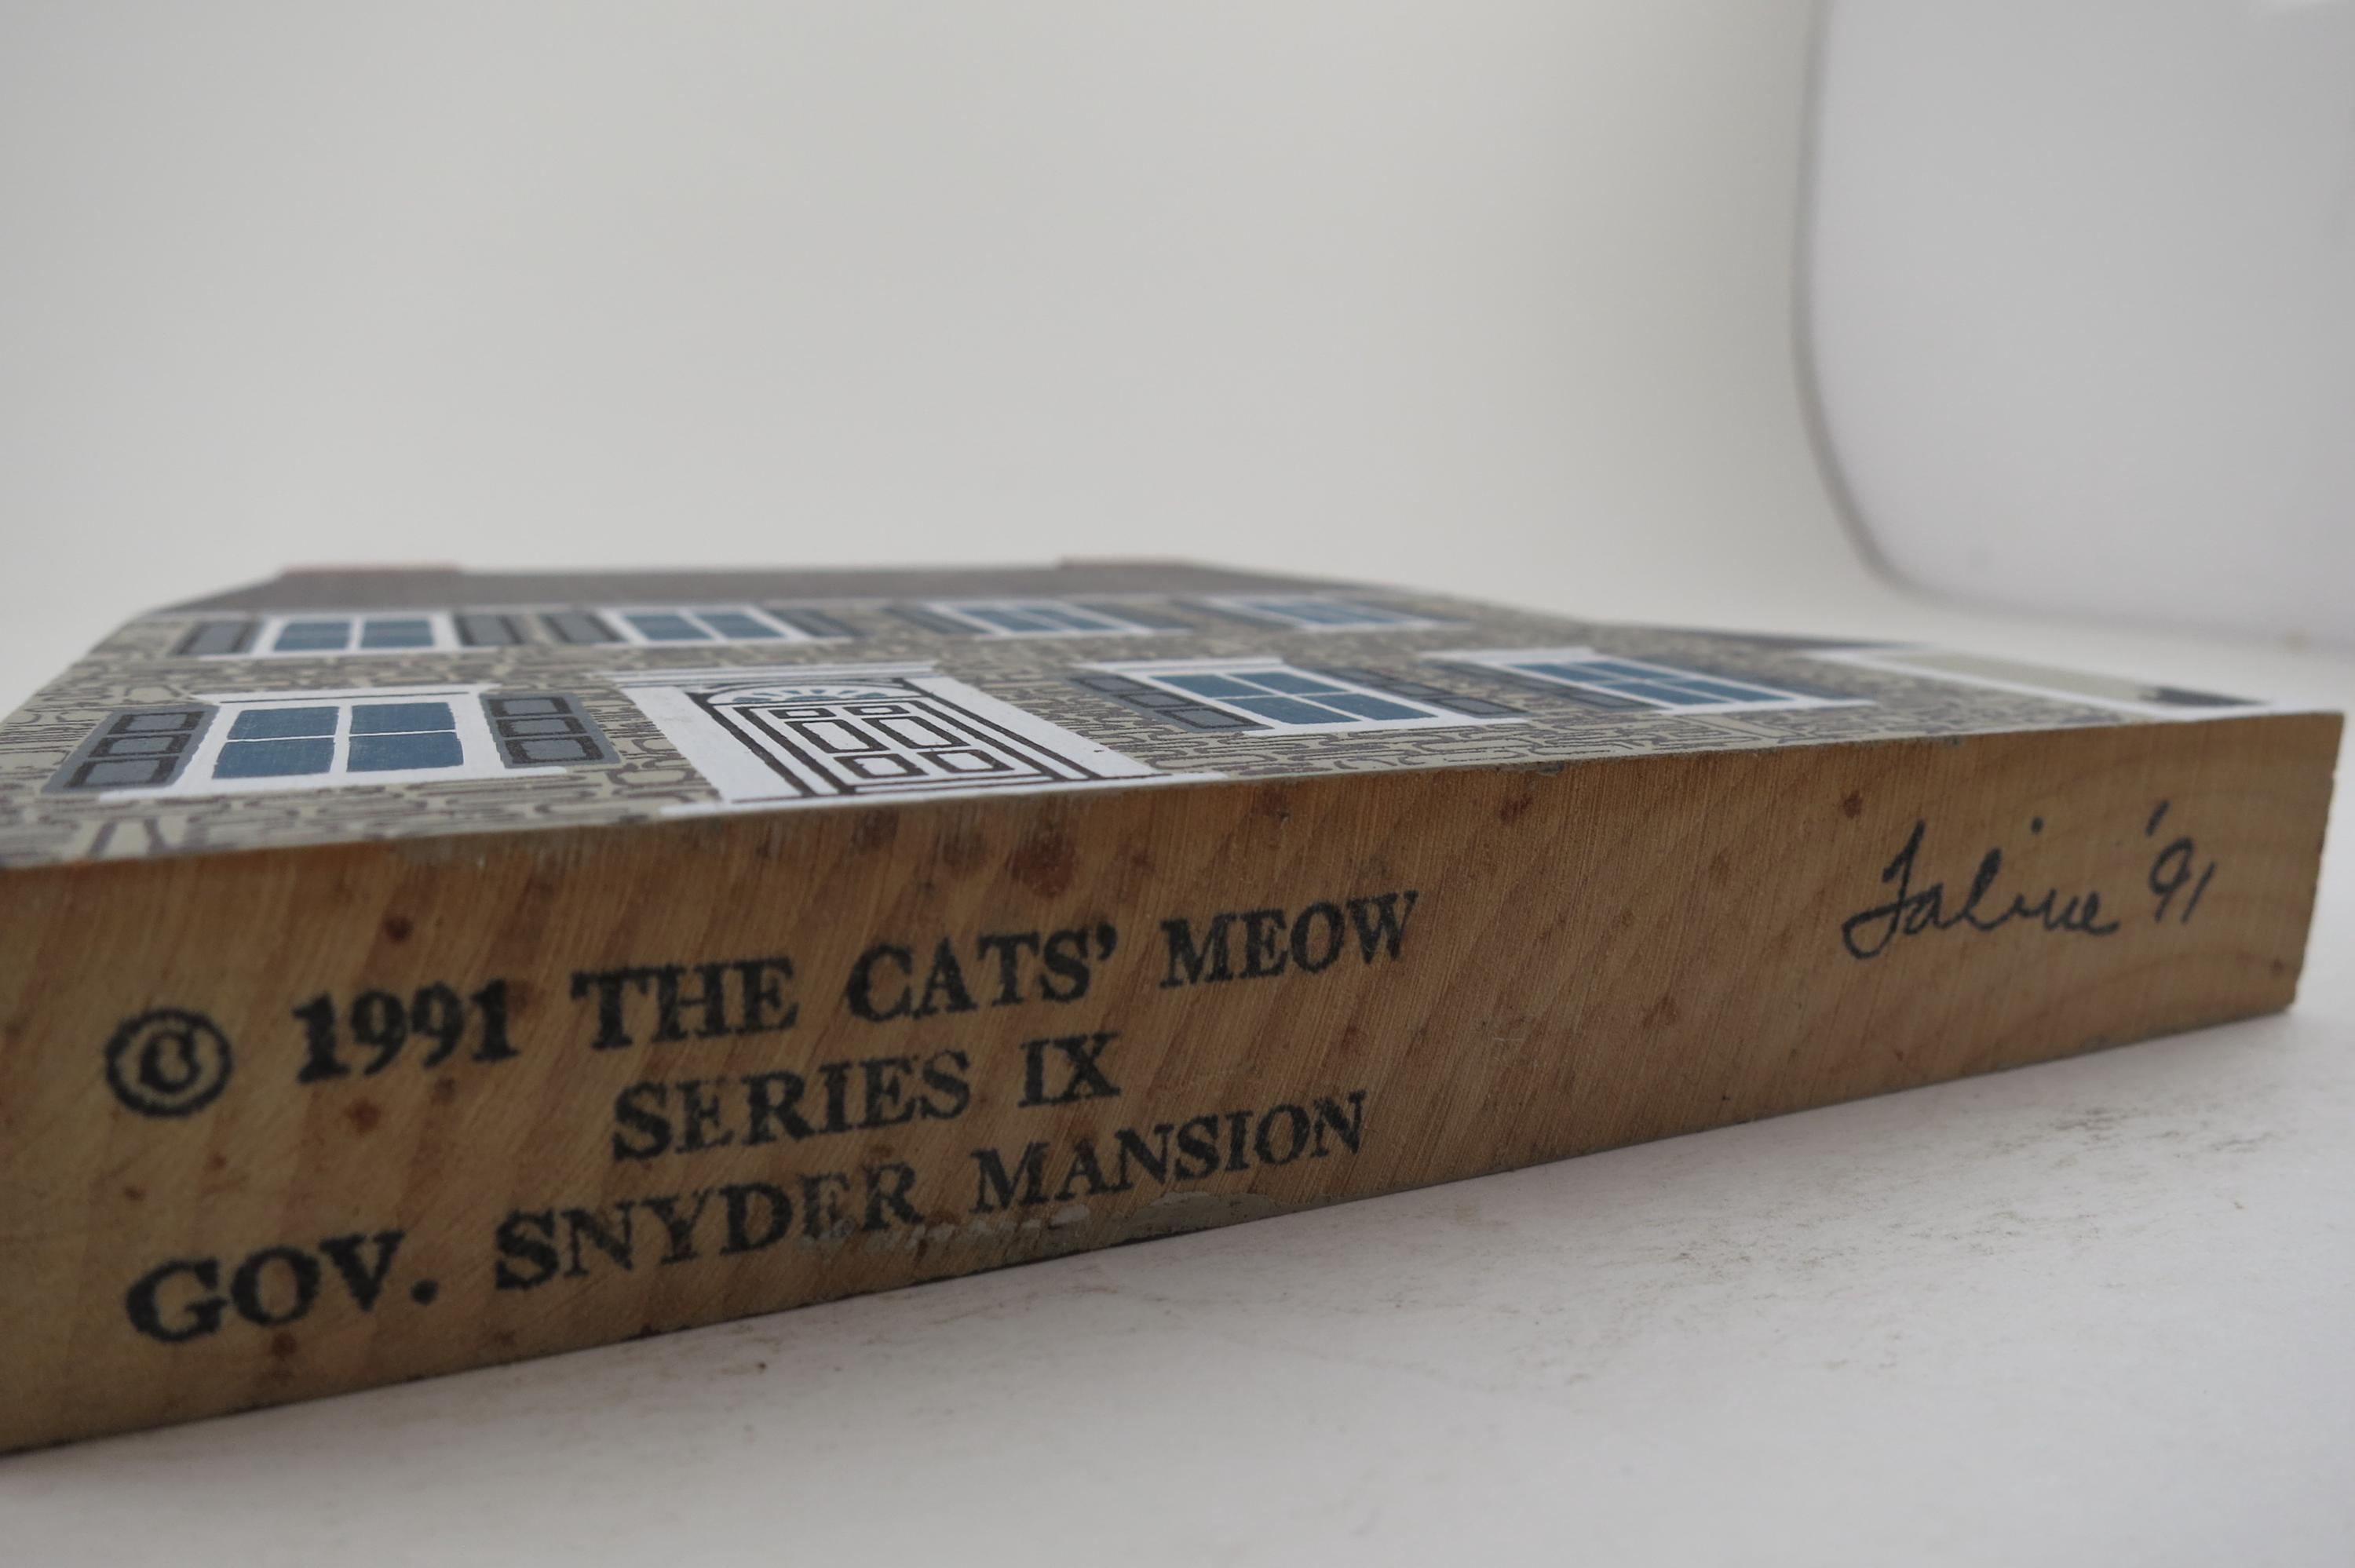 © 1991 THE CATS' MEOW
SERIES IX
GOV. SNYDER MANSION
Faline '91